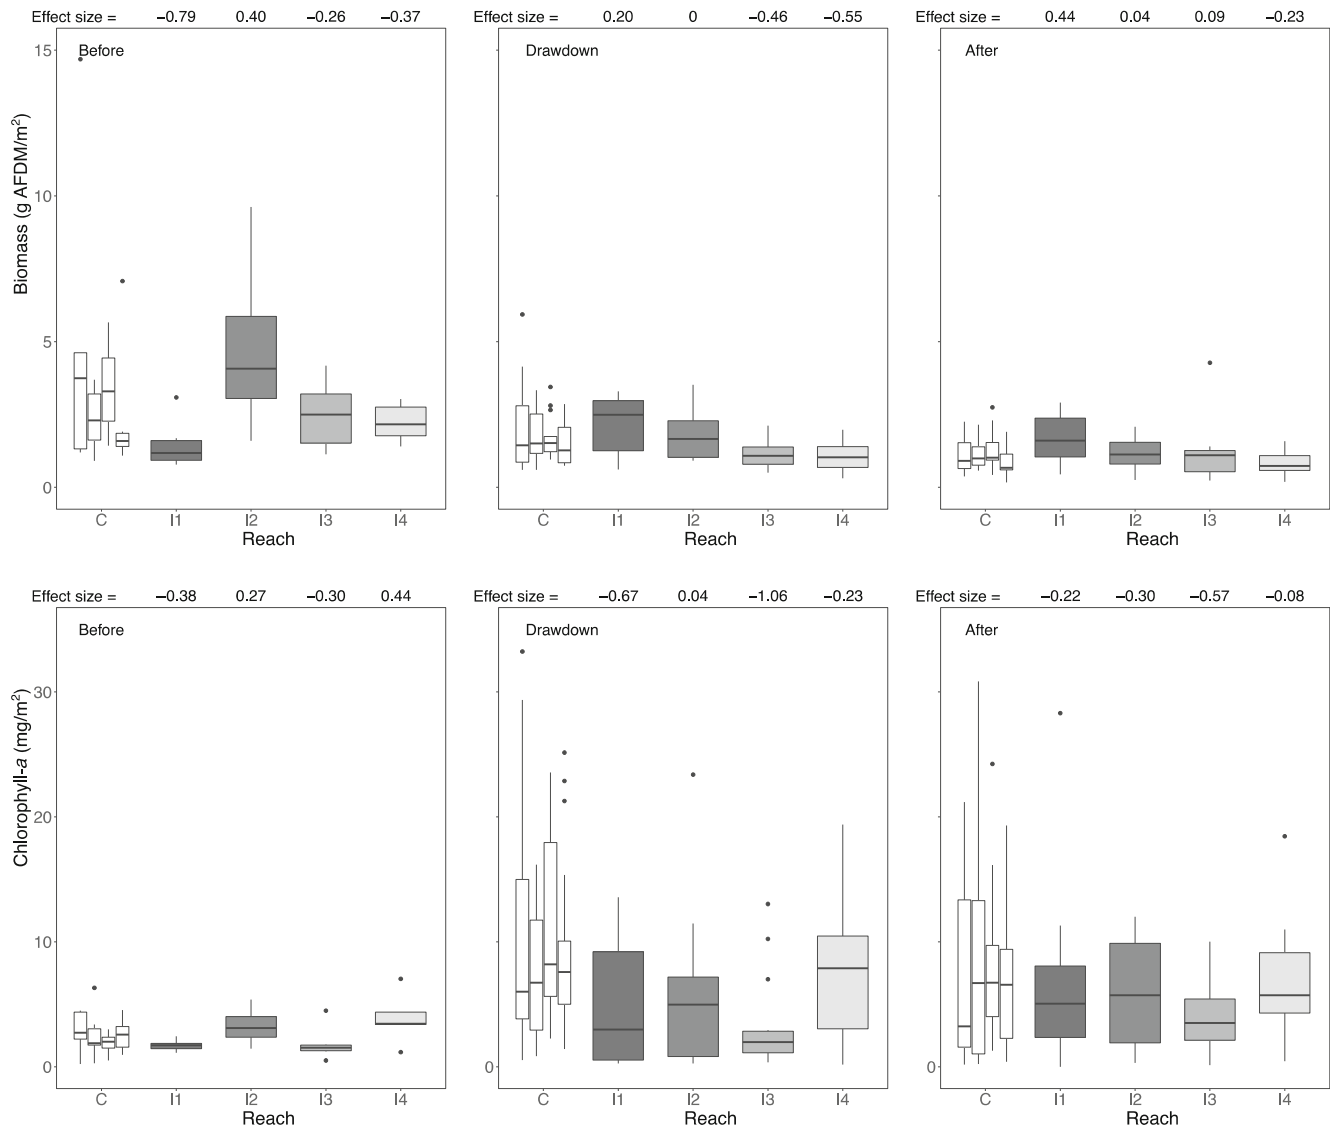 Effect size = −0.79 0.40 −0.26 −0.37
Effect size = 0.20 0 −0.46 −0.55
Effect size = 0.44 0.04 0.09 −0.23
Before
Drawdown
After
Biomass (g AFDM/m²)
15
10
5
0
C I1 I2 I3 I4
C I1 I2 I3 I4
C I1 I2 I3 I4
Reach
Reach
Reach
Effect size = −0.38 0.27 −0.30 0.44
Effect size = −0.67 0.04 −1.06 −0.23
Effect size = −0.22 −0.30 −0.57 −0.08
Before
Drawdown
After
Chlorophyll-a (mg/m²)
30
20
10
0
0
0
C I1 I2 I3 I4
C I1 I2 I3 I4
C I1 I2 I3 I4
Reach
Reach
Reach